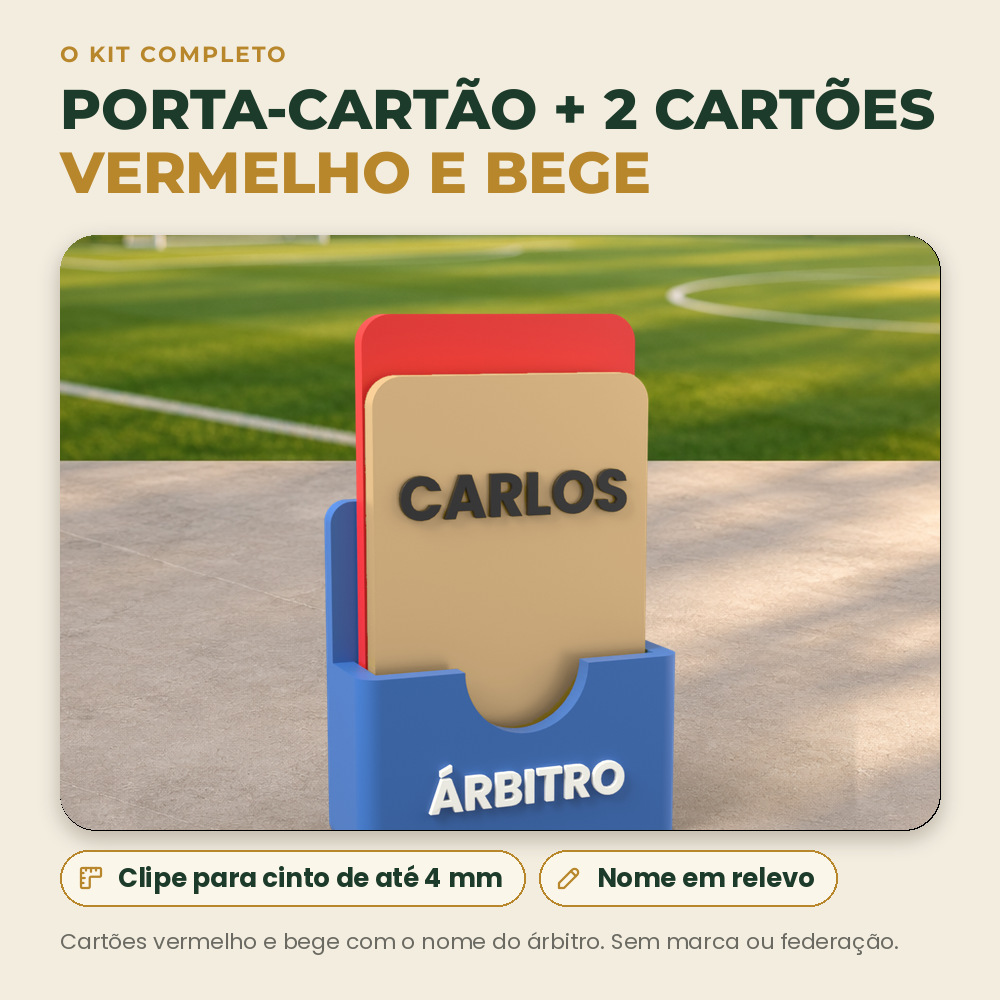 O KIT COMPLETO
PORTA-CARTÃO + 2 CARTÕES
VERMELHO E BEGE
CARLOS
ÁRBITRO
Clipe para cinto de até 4 mm
Nome em relevo
Cartões vermelho e bege com o nome do árbitro. Sem marca ou federação.